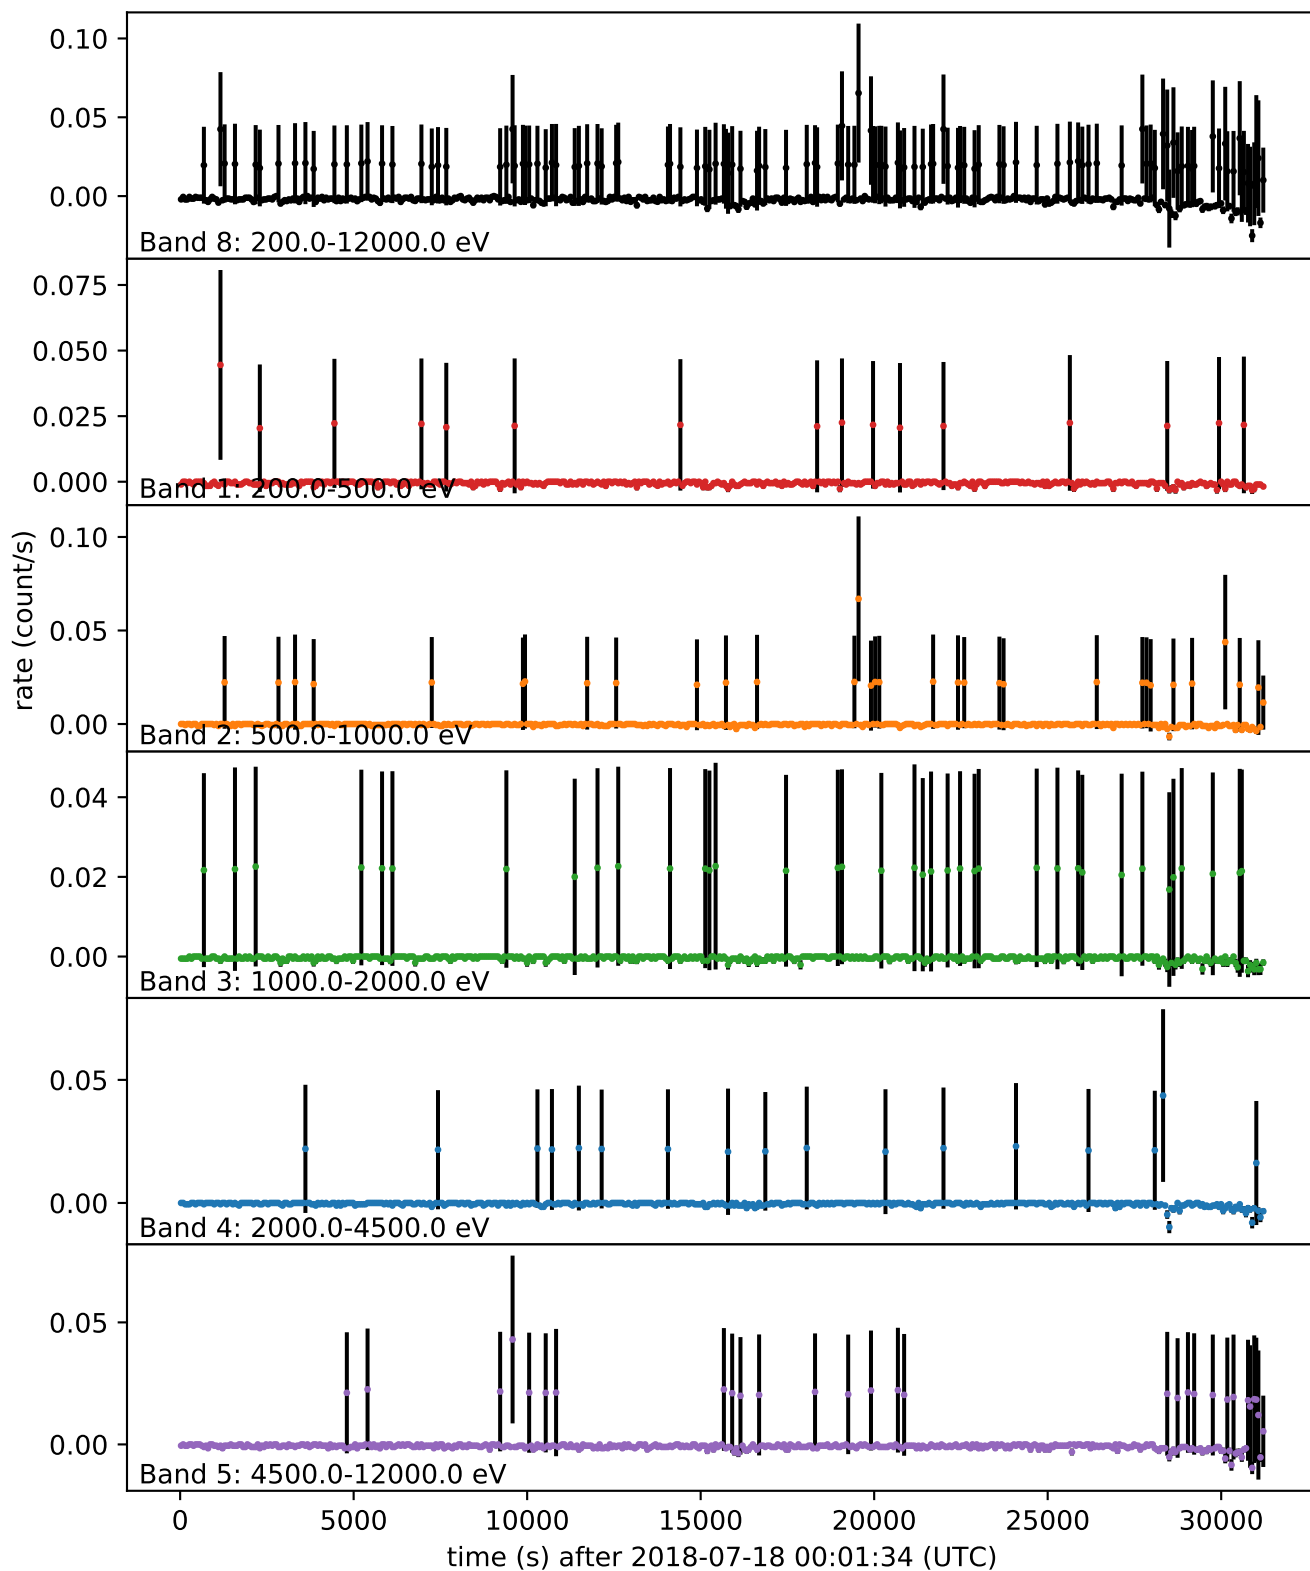 0.10
0.05
0.00
Band 8: 200.0-12000.0 eV
0.075
0.050
0.025
0.000
Band 1: 200.0-500.0 eV
rate (count/s)
0.10
0.05
0.00
Band 2: 500.0-1000.0 eV
0.04
0.02
0.00
Band 3: 1000.0-2000.0 eV
0.05
0.00
Band 4: 2000.0-4500.0 eV
0.05
0.00
Band 5: 4500.0-12000.0 eV
0 5000 10000 15000 20000 25000 30000
time (s) after 2018-07-18 00:01:34 (UTC)